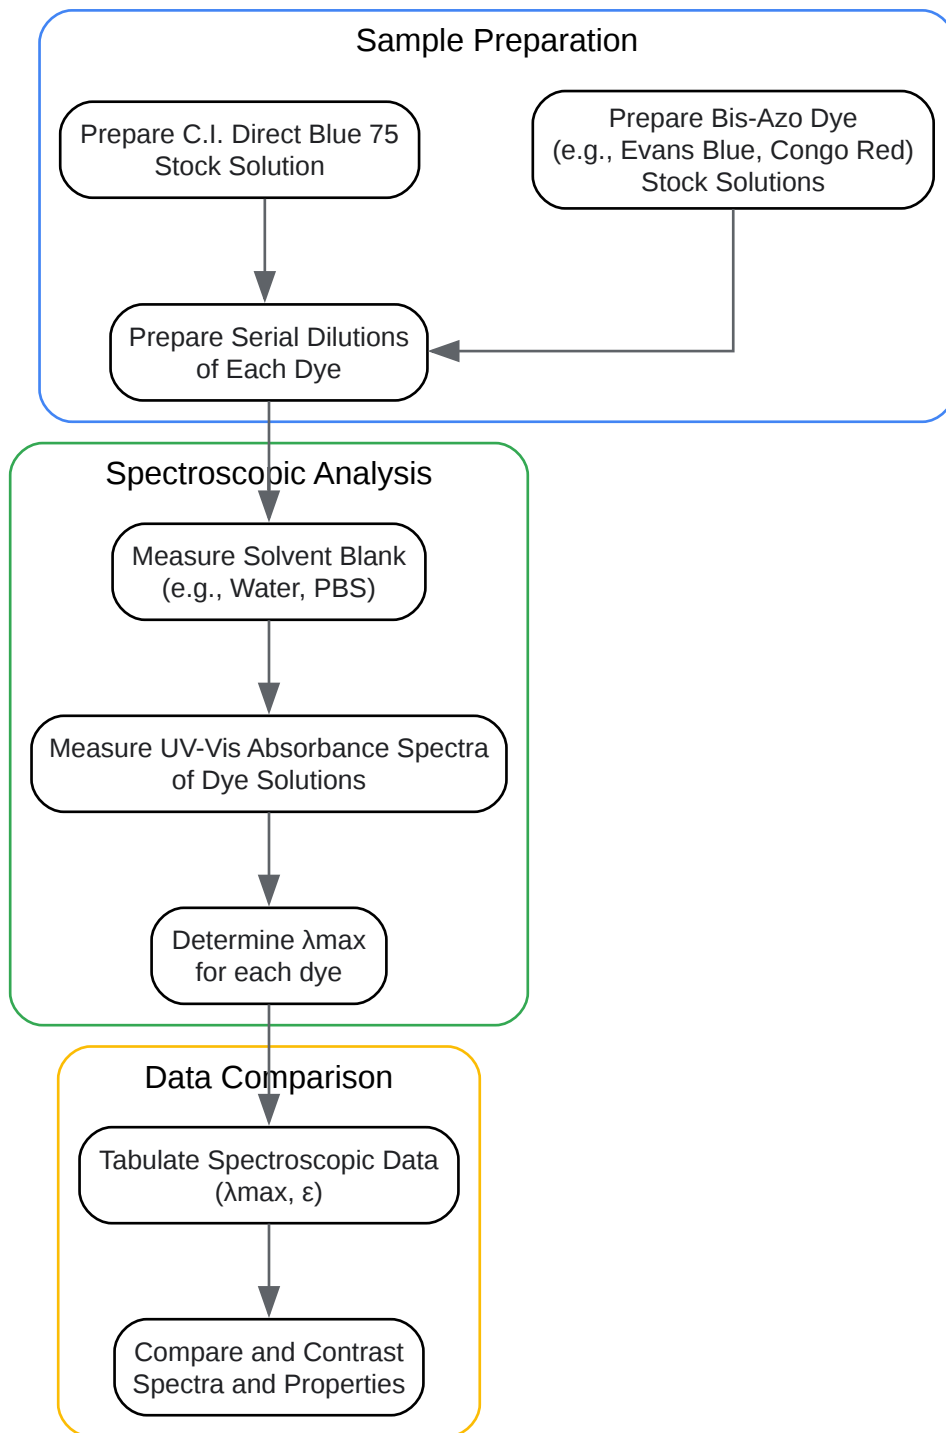 Sample Preparation
Prepare C.I. Direct Blue 75
Stock Solution
Prepare Bis-Azo Dye
(e.g., Evans Blue, Congo Red)
Stock Solutions
Prepare Serial Dilutions
of Each Dye
Spectroscopic Analysis
Measure Solvent Blank
(e.g., Water, PBS)
Measure UV-Vis Absorbance Spectra
of Dye Solutions
Determine λmax
for each dye
Data Comparison
Tabulate Spectroscopic Data
(λmax, ε)
Compare and Contrast
Spectra and Properties